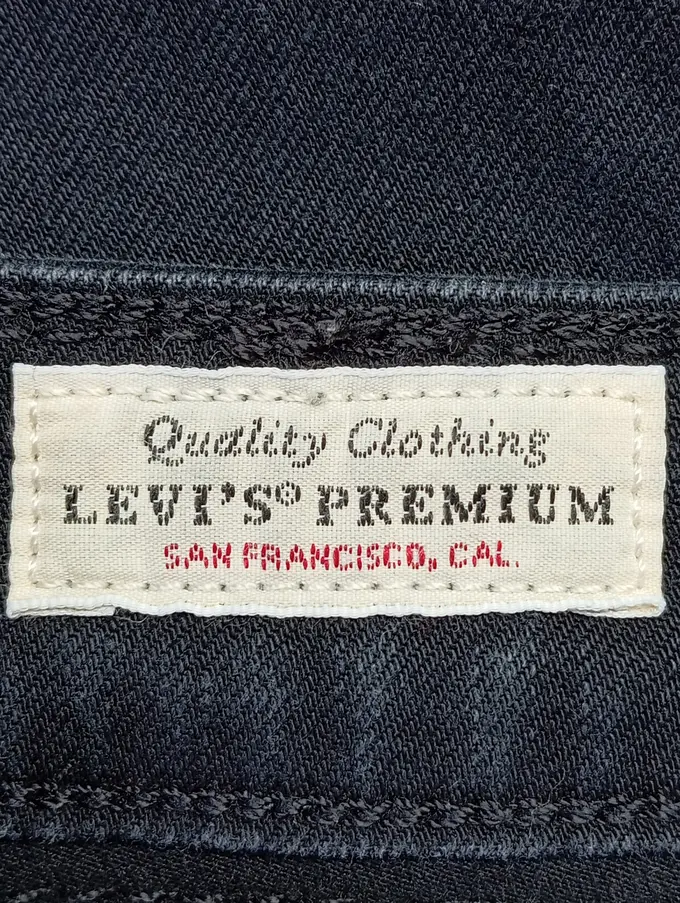 Quality Clothing
LEVI'S® PREMIUM
SAN FRANCISCO, CAL.